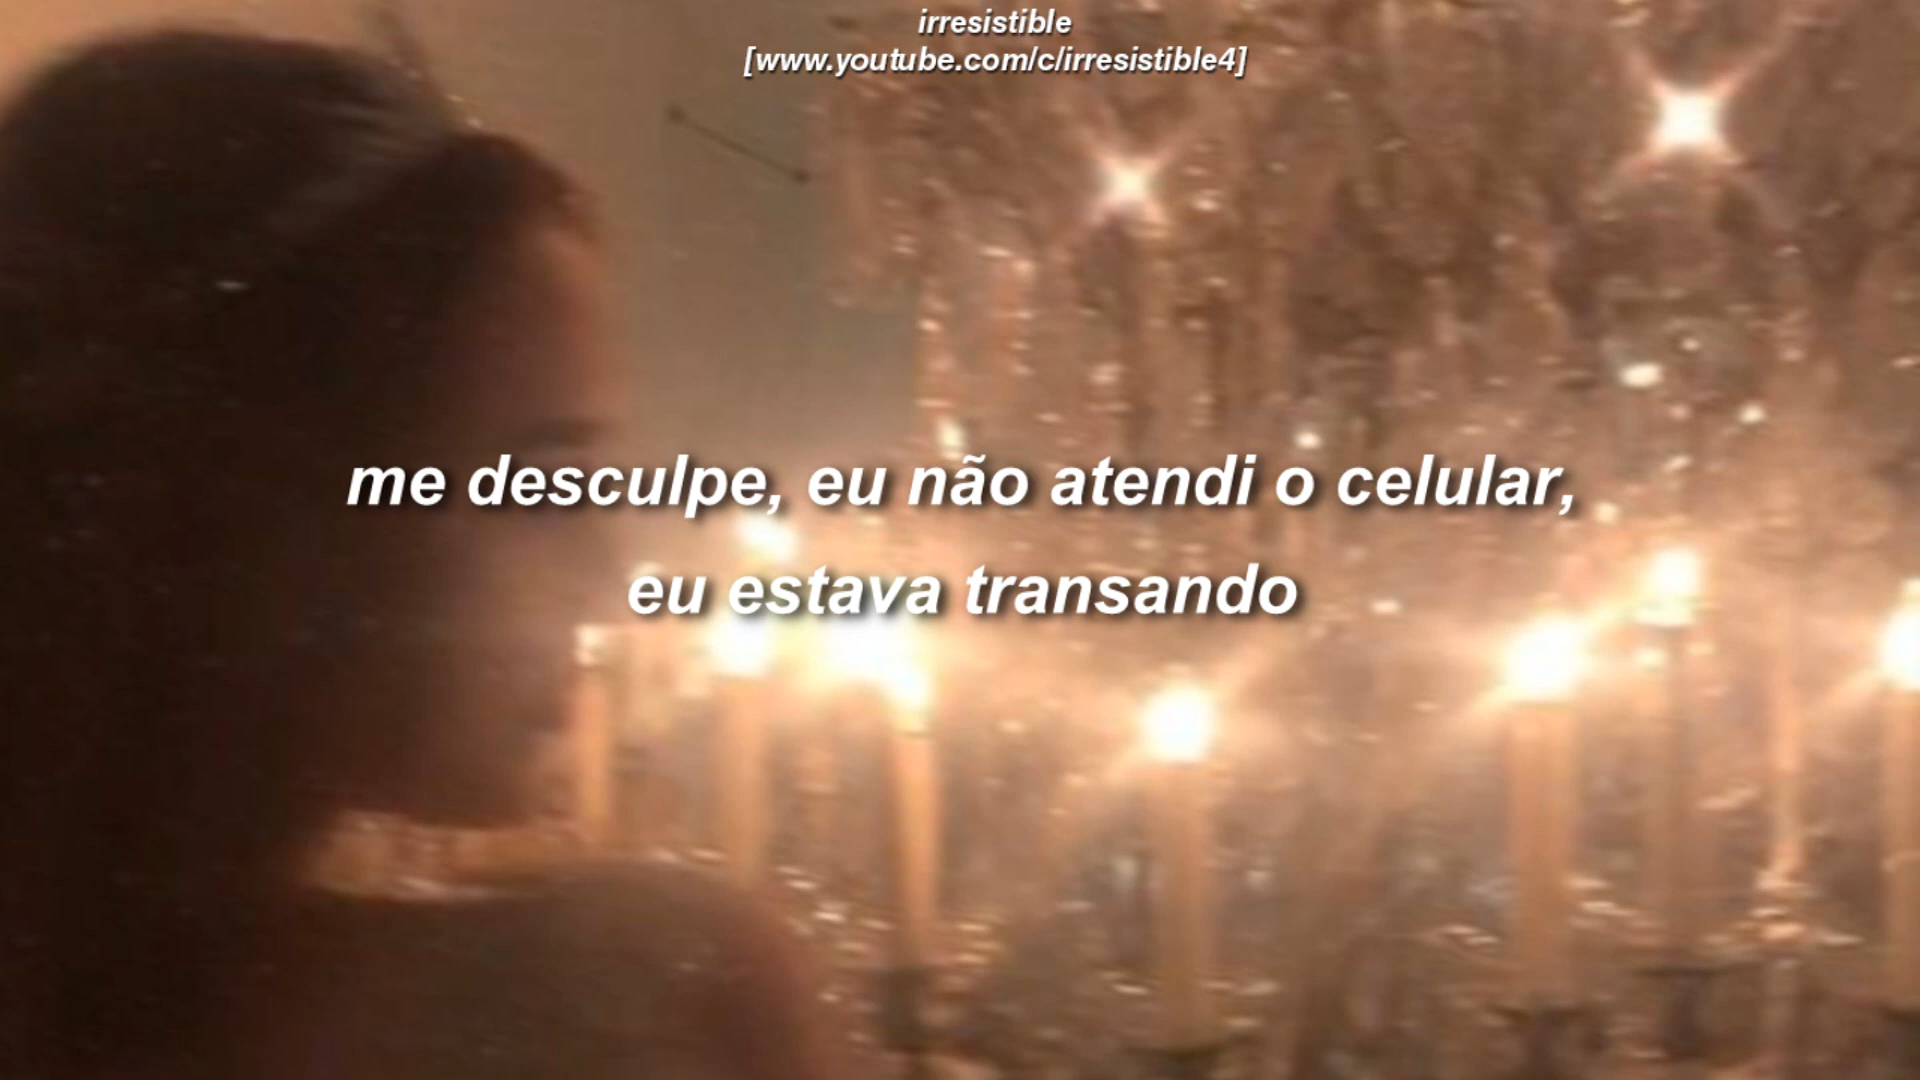 irresistible
[www.youtube.com/c/irresistible4]
me desculpe, eu não atendi o celular,
eu estava transando